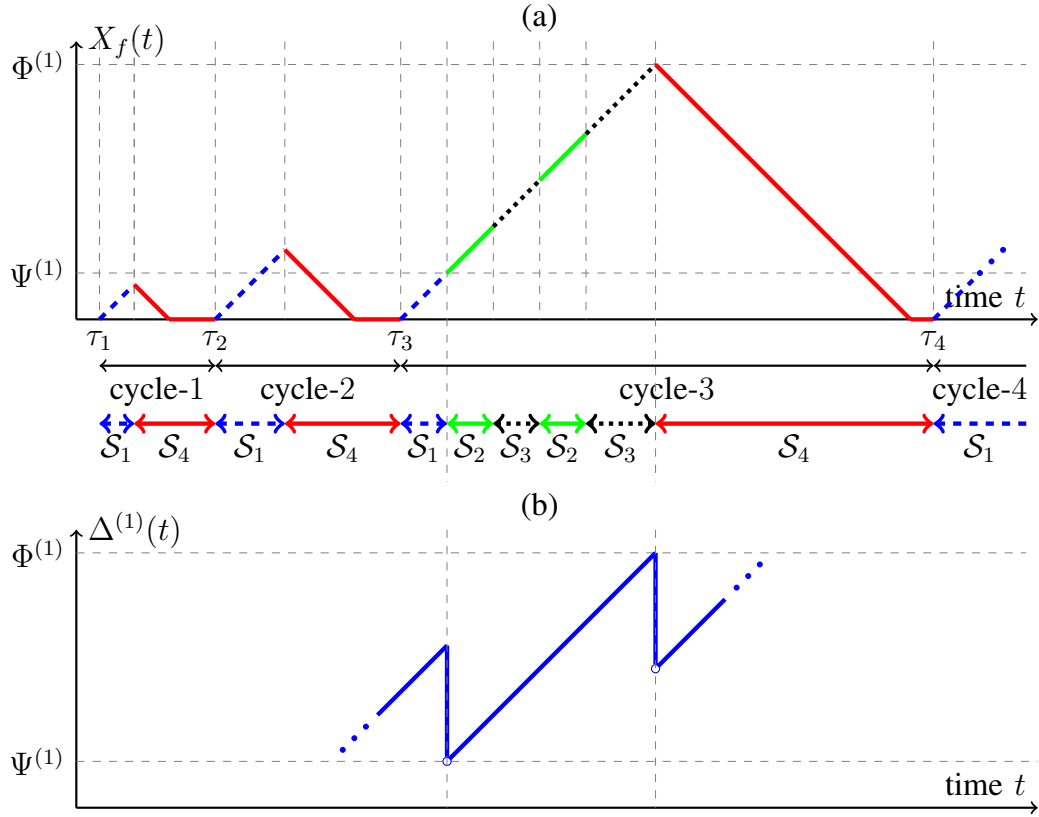 (a)
X_f(t)
Φ^(1)
Ψ^(1)
time t
τ_1 τ_2 τ_3 τ_4
cycle-1 cycle-2 cycle-3 cycle-4
𝒮_1 𝒮_4 𝒮_1 𝒮_4 𝒮_1 𝒮_2 𝒮_3 𝒮_2 𝒮_3 𝒮_4 𝒮_1
(b)
Δ^(1)(t)
Φ^(1)
Ψ^(1)
time t